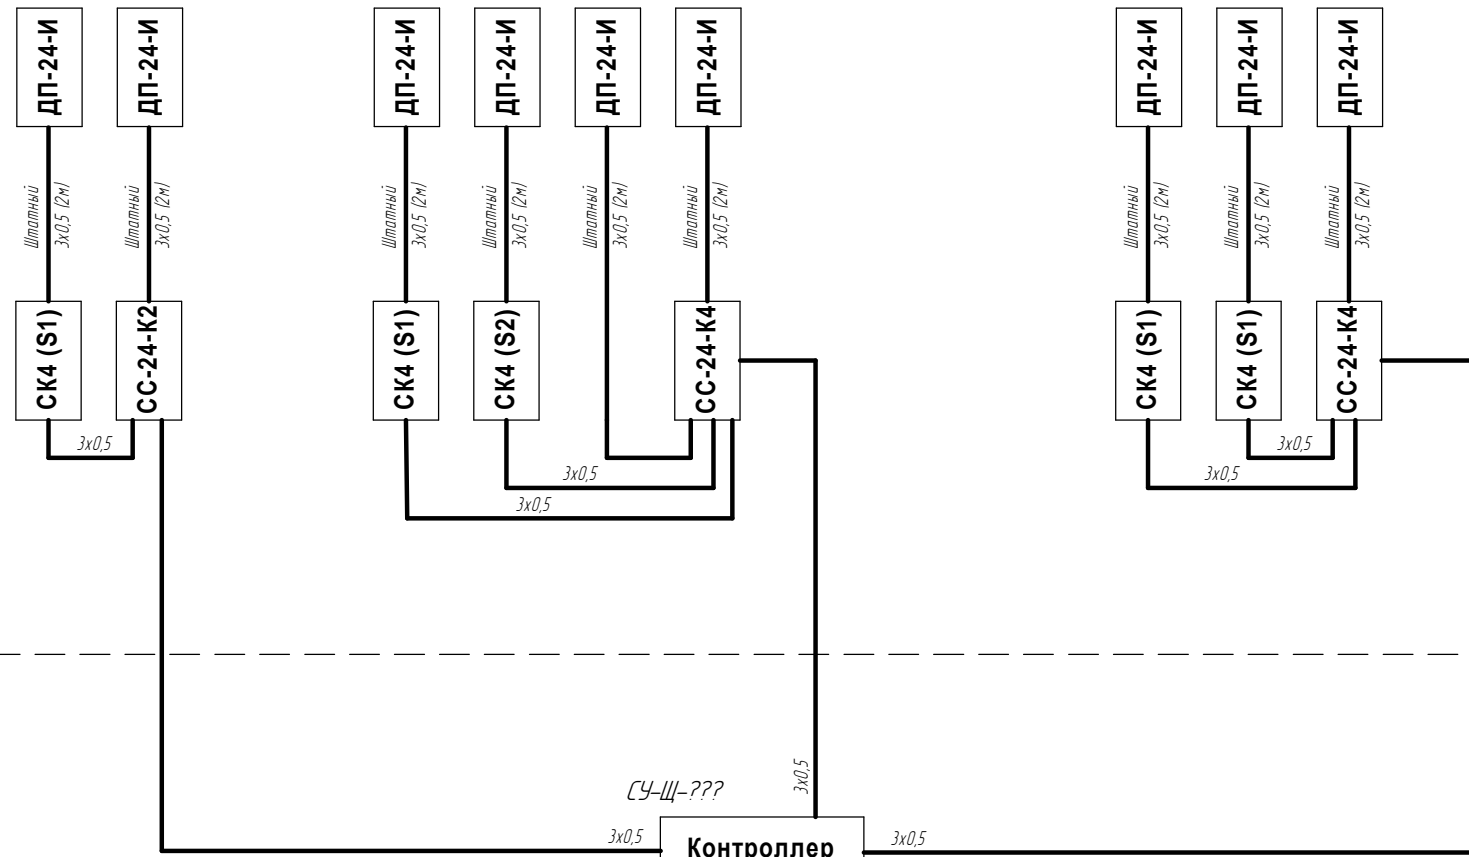 ДП-24-И
ДП-24-И
ДП-24-И
ДП-24-И
ДП-24-И
ДП-24-И
ДП-24-И
ДП-24-И
ДП-24-И
Штатный
3х0,5 (2м)
Штатный
3х0,5 (2м)
Штатный
3х0,5 (2м)
Штатный
3х0,5 (2м)
Штатный
3х0,5 (2м)
Штатный
3х0,5 (2м)
Штатный
3х0,5 (2м)
Штатный
3х0,5 (2м)
Штатный
3х0,5 (2м)
СК4 (S1)
СС-24-К2
СК4 (S1)
СК4 (S2)
СС-24-К4
СК4 (S1)
СК4 (S1)
СС-24-К4
3х0,5
3х0,5
3х0,5
3х0,5
3х0,5
3х0,5
СУ-Щ-???
3х0,5
Контроллер
3х0,5